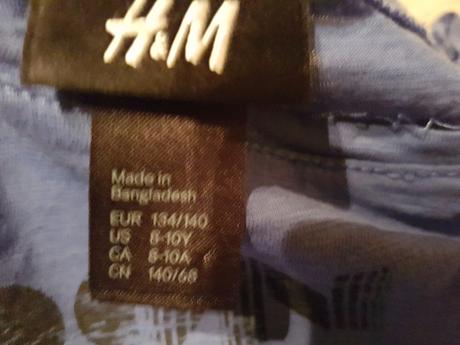 H&M
Made in
Bangladesh
EUR 134/140
US 8-10Y
CA 8-10A
CN 140/68